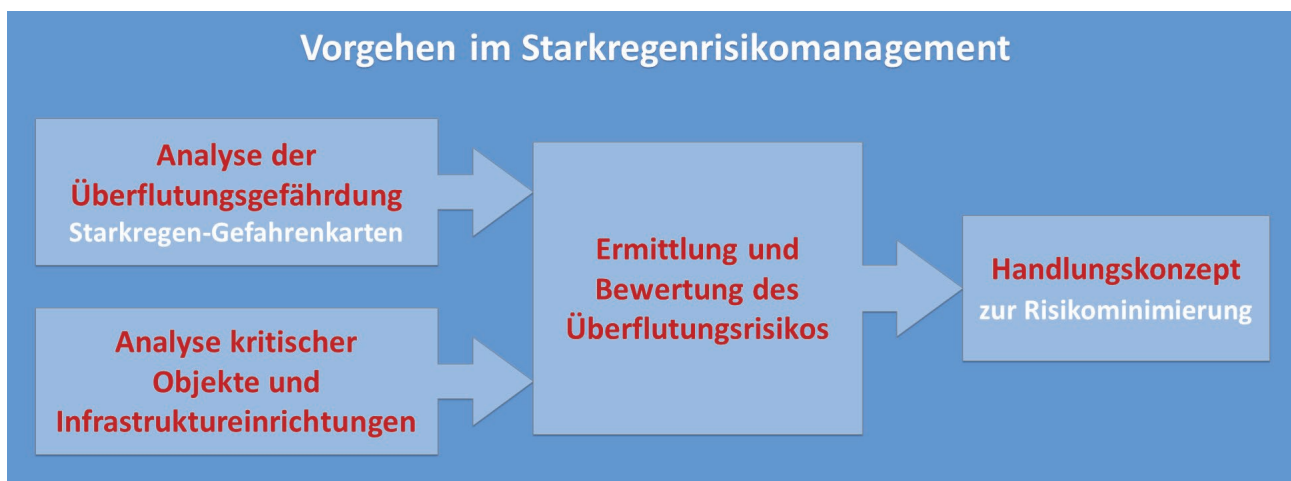 Vorgehen im Starkregenrisikomanagement
Analyse der
Überflutungsgefährdung
Starkregen-Gefahrenkarten
Analyse kritischer
Objekte und
Infrastruktureinrichtungen
Ermittlung und
Bewertung des
Überflutungsrisikos
Handlungskonzept
zur Risikominimierung